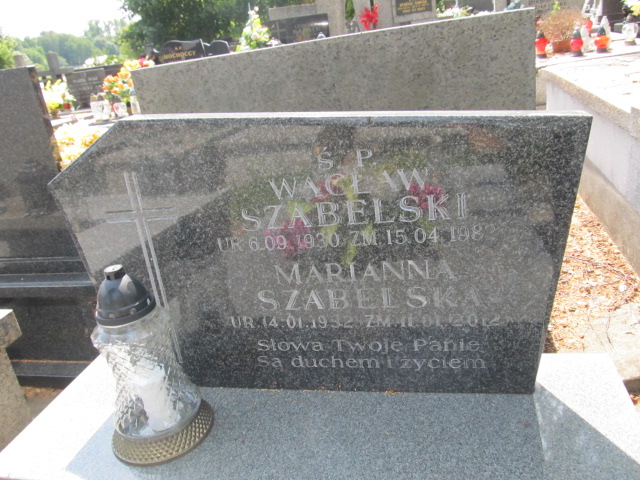 Ś. P.
WACŁAW
SZABELSKI
UR 6.09.1930 ZM 15.04.198
MARIANNA
SZABELSKA
UR. 14.01.1932 ZM 11.01.2012
Słowa Twoje Panie
Są duchem i życiem